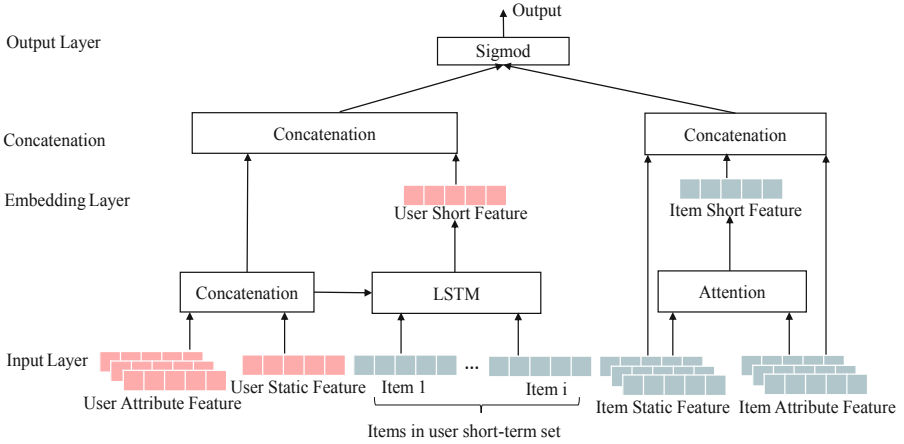 Output
Output Layer
Sigmod
Concatenation
Concatenation
Concatenation
Embedding Layer
User Short Feature
Item Short Feature
Concatenation
LSTM
Attention
Input Layer
User Attribute Feature
User Static Feature
Item 1
...
Item i
Item Static Feature
Item Attribute Feature
Items in user short-term set